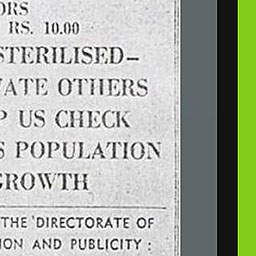 ORS
RS. 10.00
STERILISED—
VATE OTHERS
P US CHECK
S POPULATION
GROWTH
THE DIRECTORATE OF
ION AND PUBLICITY :